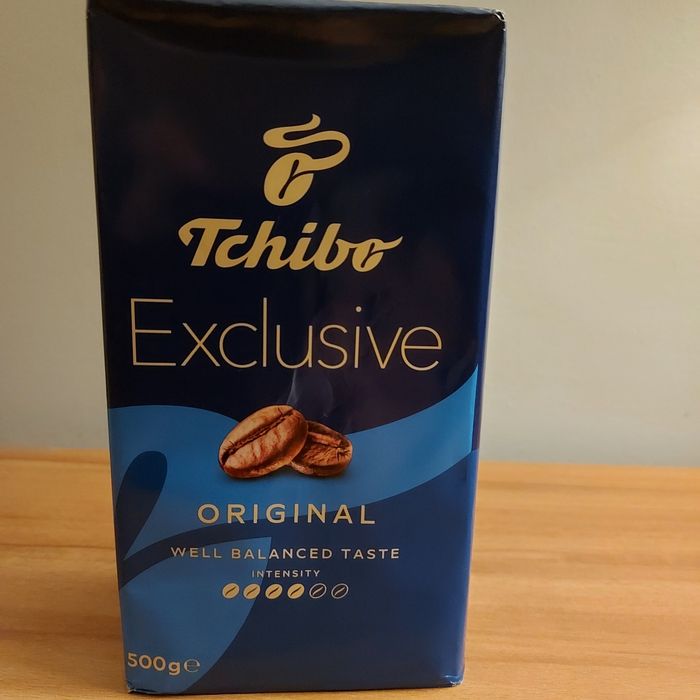 Tchibo
Exclusive
ORIGINAL
WELL BALANCED TASTE
INTENSITY
500g℮